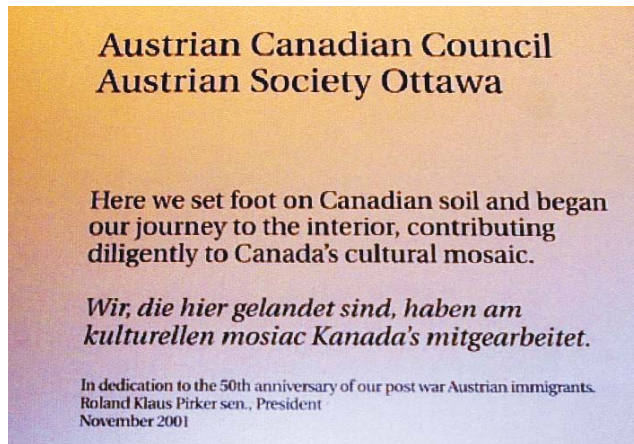 Austrian Canadian Council
Austrian Society Ottawa
Here we set foot on Canadian soil and began
our journey to the interior, contributing
diligently to Canada's cultural mosaic.
Wir, die hier gelandet sind, haben am
kulturellen mosiac Kanada's mitgearbeitet.
In dedication to the 50th anniversary of our post war Austrian immigrants.
Roland Klaus Pirker sen., President
November 2001